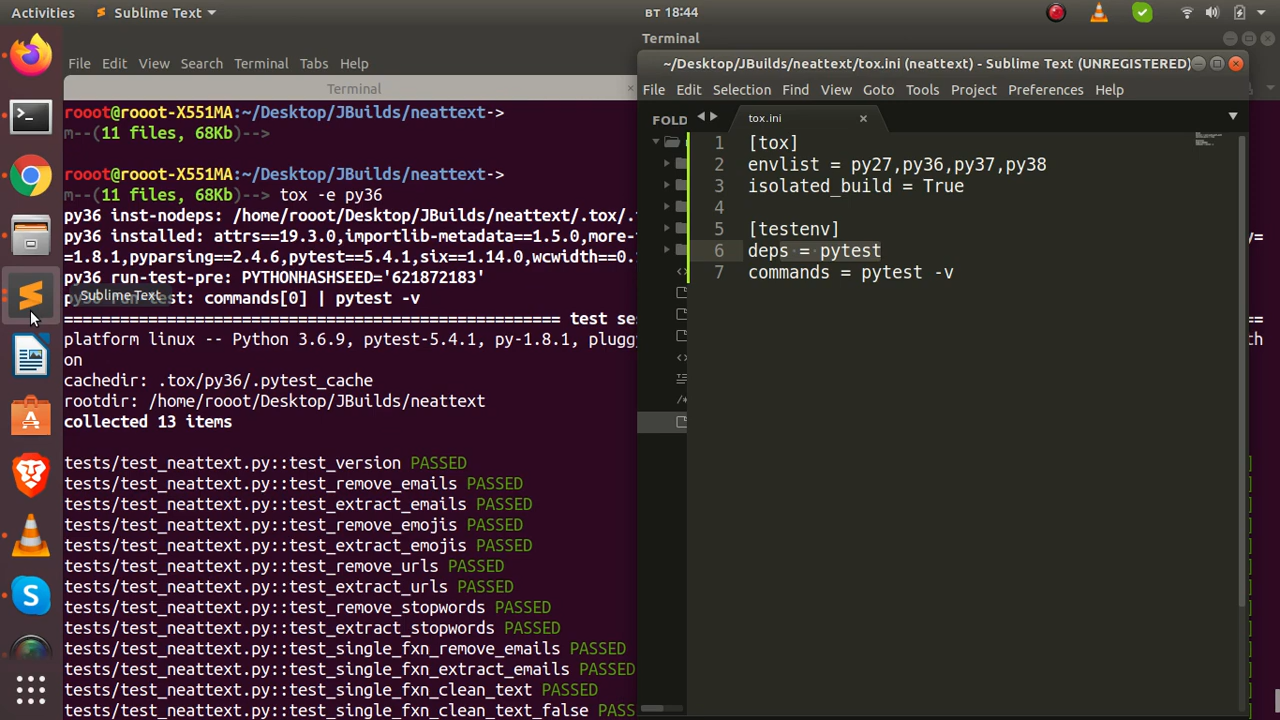 Activities
Sublime Text
вт 18:44
Terminal
File Edit View Search Terminal Tabs Help
Terminal
rooot@rooot-X551MA:~/Desktop/JBuilds/neattext->
m--(11 files, 68Kb)-->
rooot@rooot-X551MA:~/Desktop/JBuilds/neattext->
m--(11 files, 68Kb)--> tox -e py36
py36 inst-nodeps: /home/rooot/Desktop/JBuilds/neattext/.tox/.
py36 installed: attrs==19.3.0,importlib-metadata==1.5.0,more-
=1.8.1,pyparsing==2.4.6,pytest==5.4.1,six==1.14.0,wcwidth==0.1
py36 run-test-pre: PYTHONHASHSEED='621872183'
commands[0] | pytest -v
Sublime Text
test ses
platform linux -- Python 3.6.9, pytest-5.4.1, py-1.8.1, plugg
on
cachedir: .tox/py36/.pytest_cache
rootdir: /home/rooot/Desktop/JBuilds/neattext
collected 13 items
tests/test_neattext.py::test_version PASSED
tests/test_neattext.py::test_remove_emails PASSED
tests/test_neattext.py::test_extract_emails PASSED
tests/test_neattext.py::test_remove_emojis PASSED
tests/test_neattext.py::test_extract_emojis PASSED
tests/test_neattext.py::test_remove_urls PASSED
tests/test_neattext.py::test_extract_urls PASSED
tests/test_neattext.py::test_remove_stopwords PASSED
tests/test_neattext.py::test_extract_stopwords PASSED
tests/test_neattext.py::test_single_fxn_remove_emails PASSED
tests/test_neattext.py::test_single_fxn_extract_emails PASSED
tests/test_neattext.py::test_single_fxn_clean_text PASSED
tests/test_neattext.py::test_single_fxn_clean_text_false PASS
~/Desktop/JBuilds/neattext/tox.ini (neattext) - Sublime Text (UNREGISTERED)
File Edit Selection Find View Goto Tools Project Preferences Help
FOLD
tox.ini
1 [tox]
2 envlist = py27,py36,py37,py38
3 isolated_build = True
4
5 [testenv]
6 deps = pytest
7 commands = pytest -v